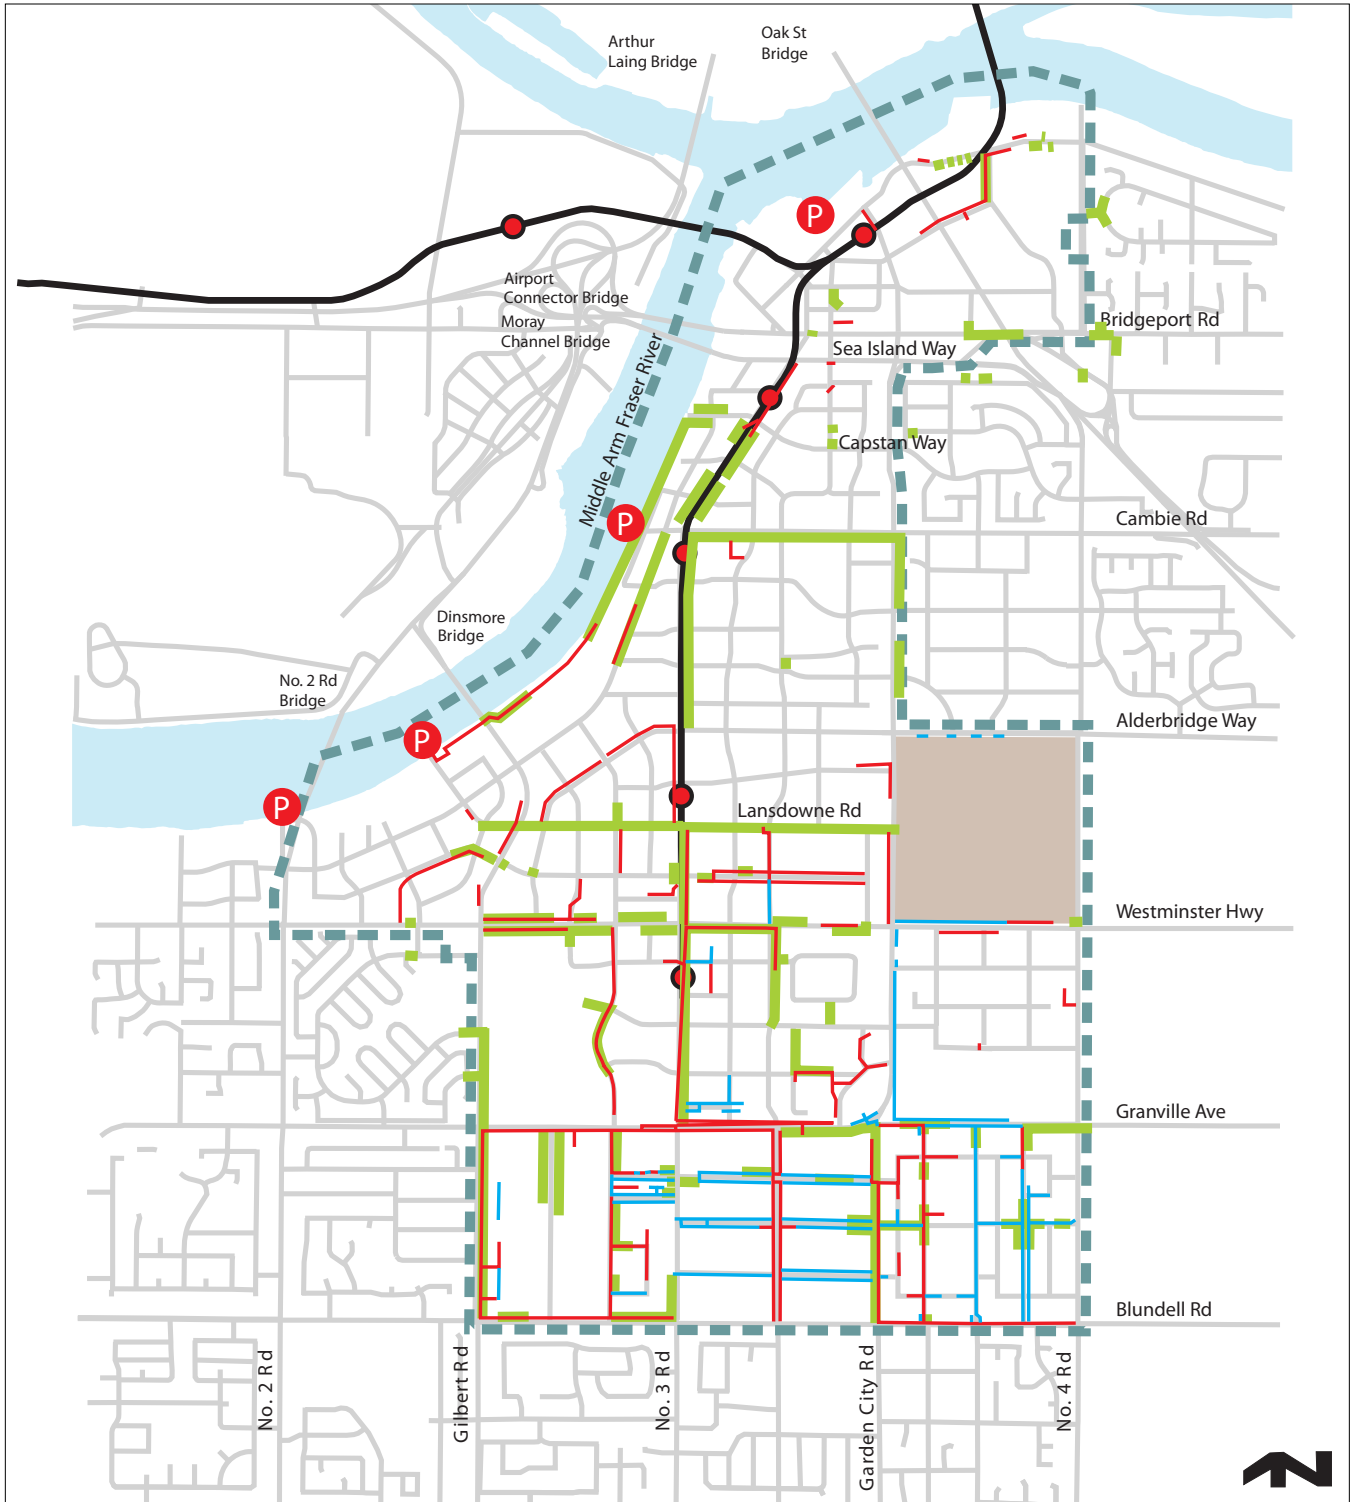 Arthur
Laing Bridge
Oak St
Bridge
P
Airport
Connector Bridge
Moray
Channel Bridge
Bridgeport Rd
Sea Island Way
Middle Arm Fraser River
Capstan Way
P
Cambie Rd
Dinsmore
Bridge
No. 2 Rd
Bridge
Alderbridge Way
P
P
Lansdowne Rd
Westminster Hwy
Granville Ave
Blundell Rd
No. 2 Rd
Gilbert Rd
No. 3 Rd
Garden City Rd
No. 4 Rd
N